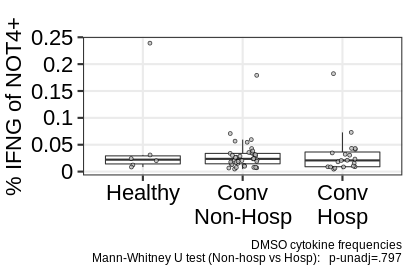 % IFNG of NOT4+
0.25
0.2
0.15
0.1
0.05
0
Healthy
Conv
Non-Hosp
Conv
Hosp
DMSO cytokine frequencies
Mann-Whitney U test (Non-hosp vs Hosp): p-unadj=.797